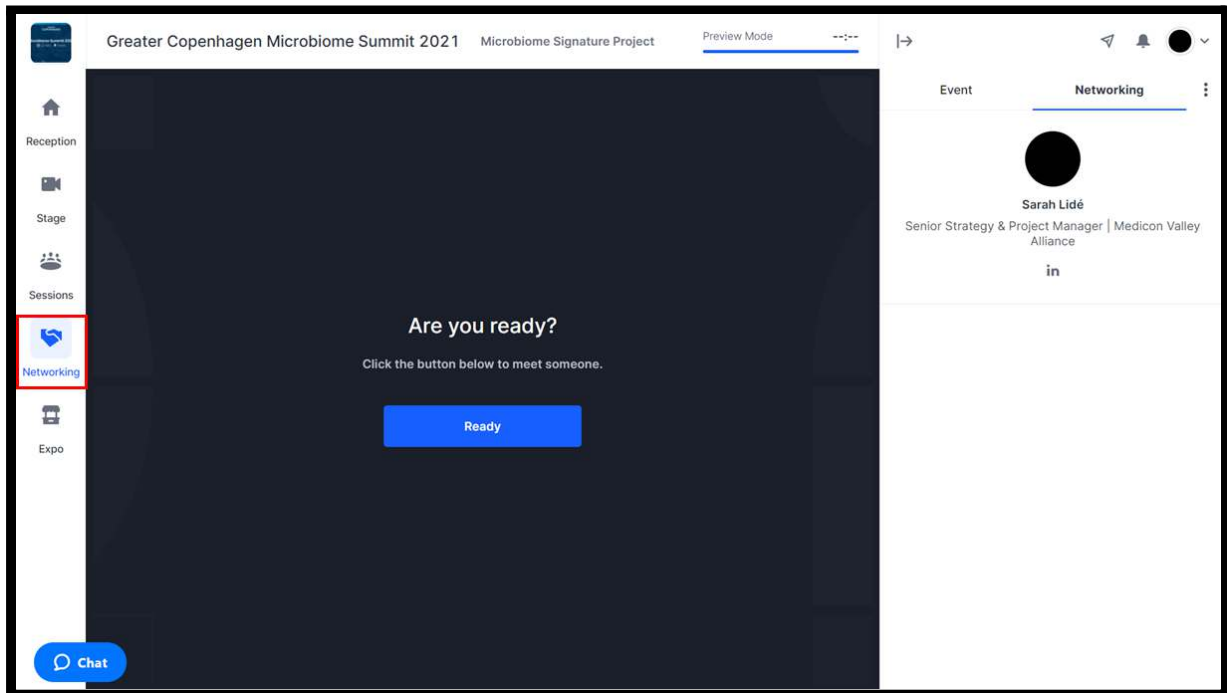 Greater Copenhagen Microbiome Summit 2021
Microbiome Signature Project
Preview Mode
--:--
Reception
Stage
Sessions
Networking
Expo
Are you ready?
Click the button below to meet someone.
Ready
Chat
Event
Networking
Sarah Lidé
Senior Strategy & Project Manager | Medicon Valley
Alliance
in